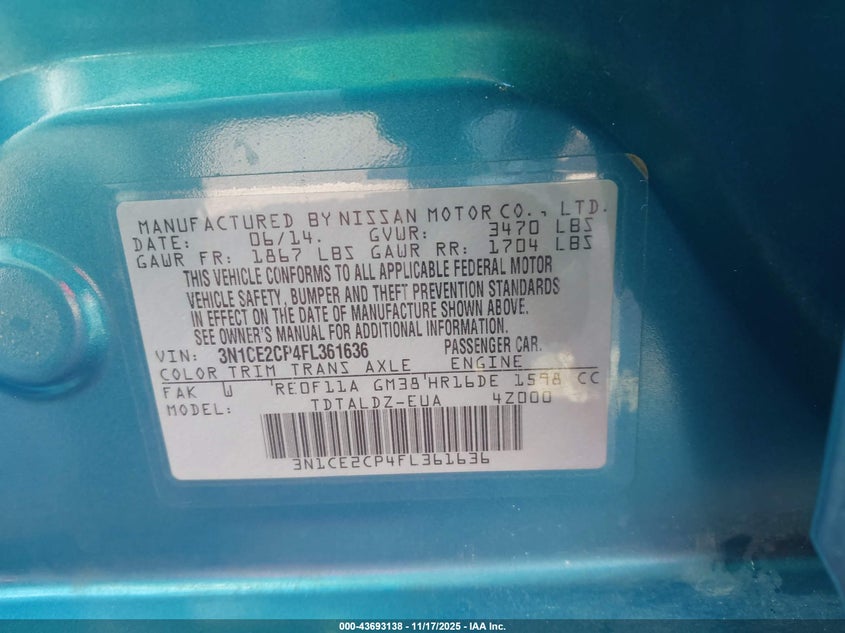 MANUFACTURED BY NISSAN MOTOR CO., LTD.
DATE: 06/14. GVWR: 3470 LBS
GAWR FR: 1867 LBS GAWR RR: 1704 LBS
THIS VEHICLE CONFORMS TO ALL APPLICABLE FEDERAL MOTOR
VEHICLE SAFETY, BUMPER AND THEFT PREVENTION STANDARDS
IN EFFECT ON THE DATE OF MANUFACTURE SHOWN ABOVE.
SEE OWNER'S MANUAL FOR ADDITIONAL INFORMATION.
VIN: 3N1CE2CP4FL361636 PASSENGER CAR.
COLOR TRIM TRANS AXLE ENGINE
FAK W RE0F11A GM38 HR16DE 1598 CC
MODEL: TDTALDZ-EUA 4Z000
3N1CE2CP4FL361636
000-43693138 - 11/17/2025 - IAA Inc.